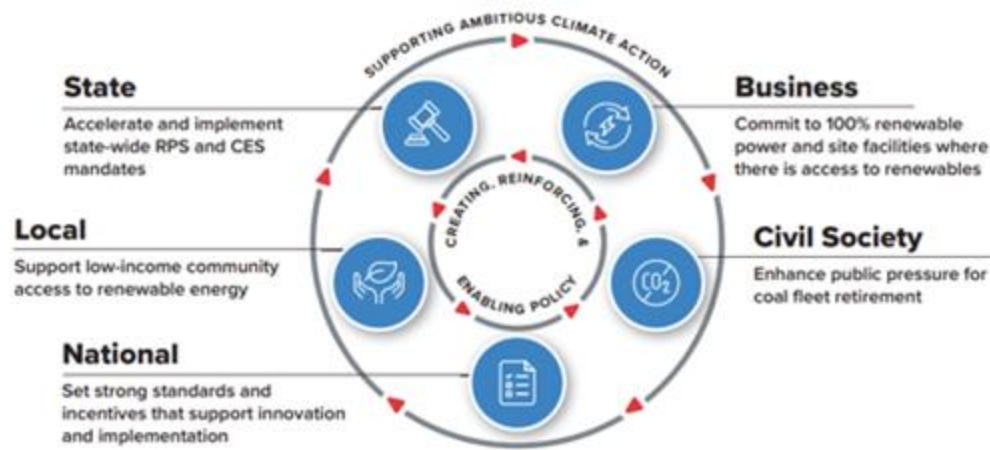 SUPPORTING AMBITIOUS CLIMATE ACTION
State
Accelerate and implement
state-wide RPS and CES
mandates
Business
Commit to 100% renewable
power and site facilities where
there is access to renewables
CREATING, REINFORCING, &
ENABLING POLICY
Local
Support low-income community
access to renewable energy
Civil Society
Enhance public pressure for
coal fleet retirement
CO₂
National
Set strong standards and
incentives that support innovation
and implementation